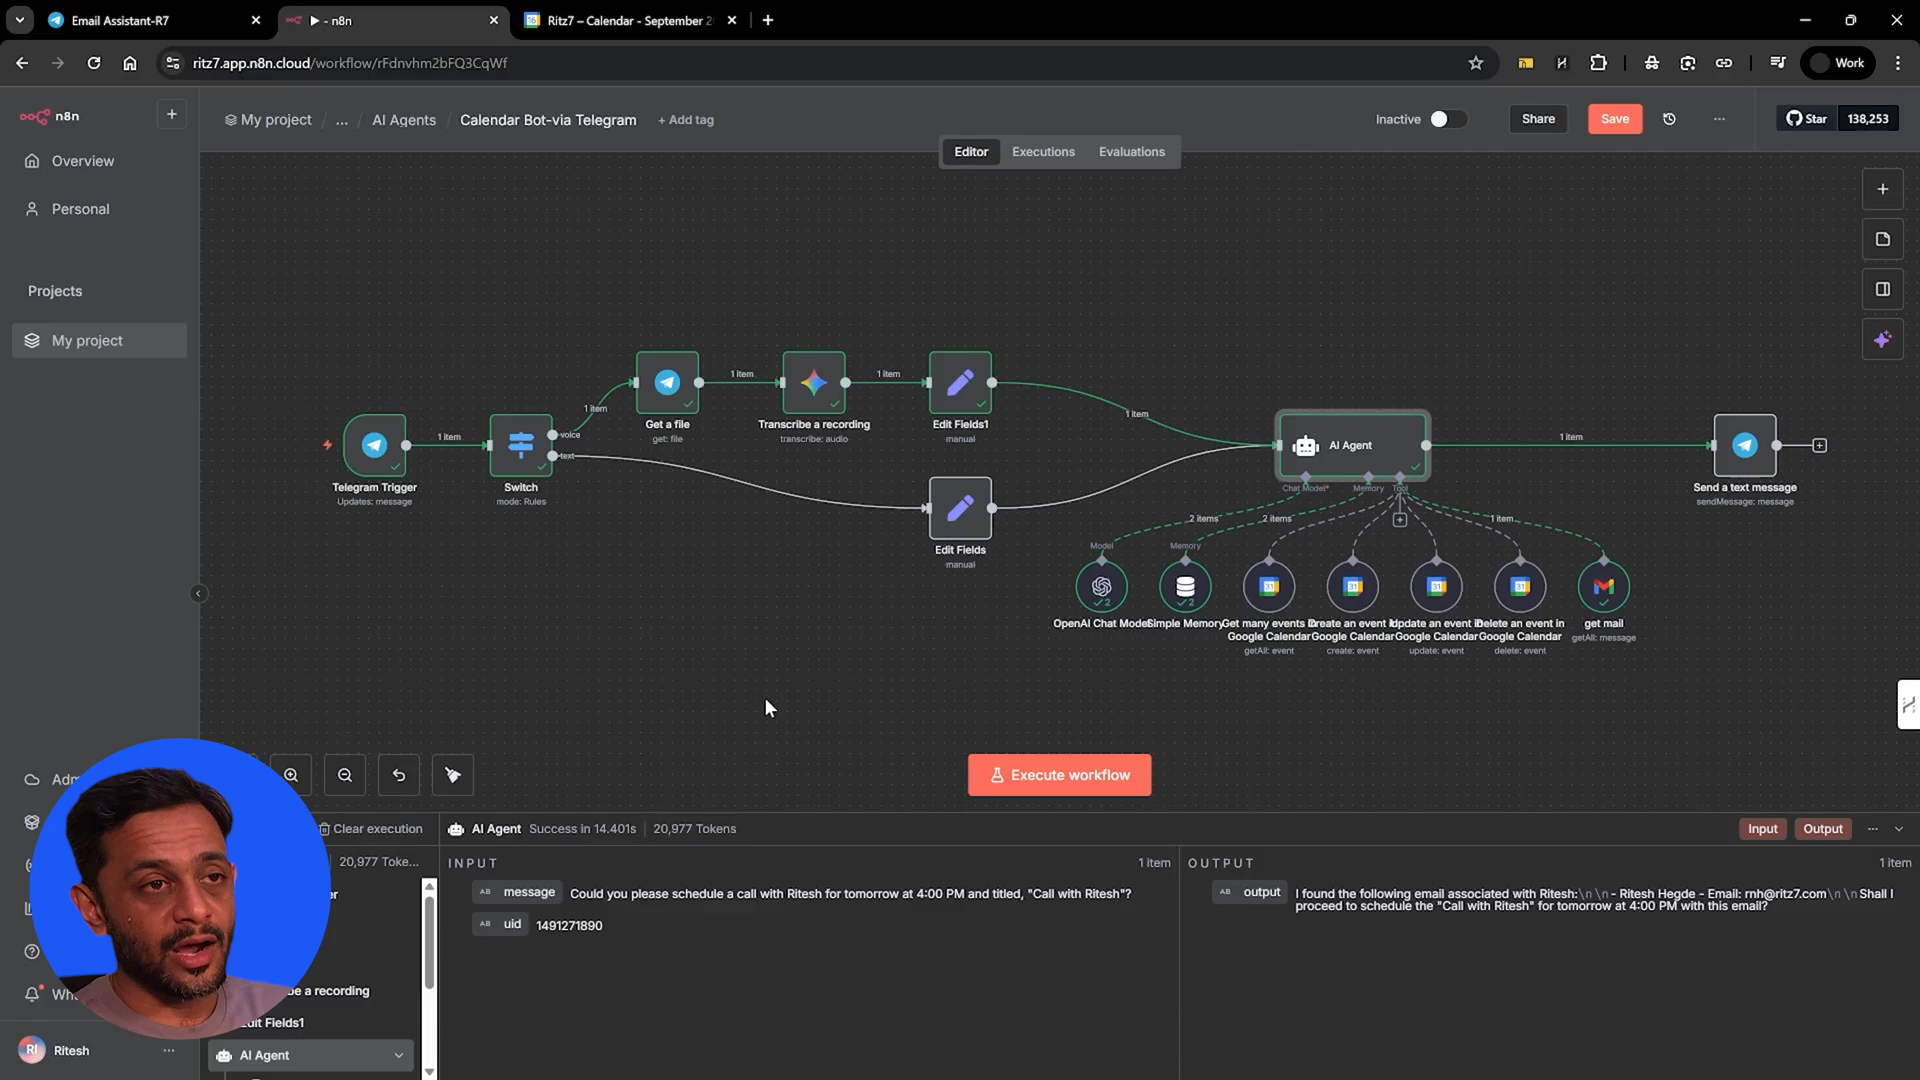 Email Assistant-R7
▶ - n8n
Ritz7 – Calendar - September 2
ritz7.app.n8n.cloud/workflow/rFdnvhm2bFQ3CqWf
Work
n8n
My project / ... AI Agents / Calendar Bot-via Telegram + Add tag
Inactive
Share
Save
Star 138,253
Editor Executions Evaluations
Overview
Personal
Projects
My project
1 item
1 item
1 item
voice
Get a file
get: file
Transcribe a recording
transcribe: audio
Edit Fields1
manual
1 item
1 item
text
Telegram Trigger
Updates: message
Switch
mode: Rules
AI Agent
1 item
Send a text message
sendMessage: message
Chat Model*
Memory
Tool
2 items
2 items
1 item
Edit Fields
manual
Model
Memory
2
2
OpenAI Chat Model
Simple Memory
Get many events in Google Calendar
getAll: event
Create an event in Google Calendar
create: event
Update an event in Google Calendar
update: event
Delete an event in Google Calendar
delete: event
get mail
getAll: message
Execute workflow
Clear execution
AI Agent Success in 14.401s 20,977 Tokens
Input Output
20,977 Toke...
INPUT
1 item
OUTPUT
1 item
message Could you please schedule a call with Ritesh for tomorrow at 4:00 PM and titled, "Call with Ritesh"?
uid 1491271890
output I found the following email associated with Ritesh:\n\n- Ritesh Hegde - Email: rnh@ritz7.com\n\nShall I
proceed to schedule the "Call with Ritesh" for tomorrow at 4:00 PM with this email?
be a recording
Edit Fields1
AI Agent
RI Ritesh